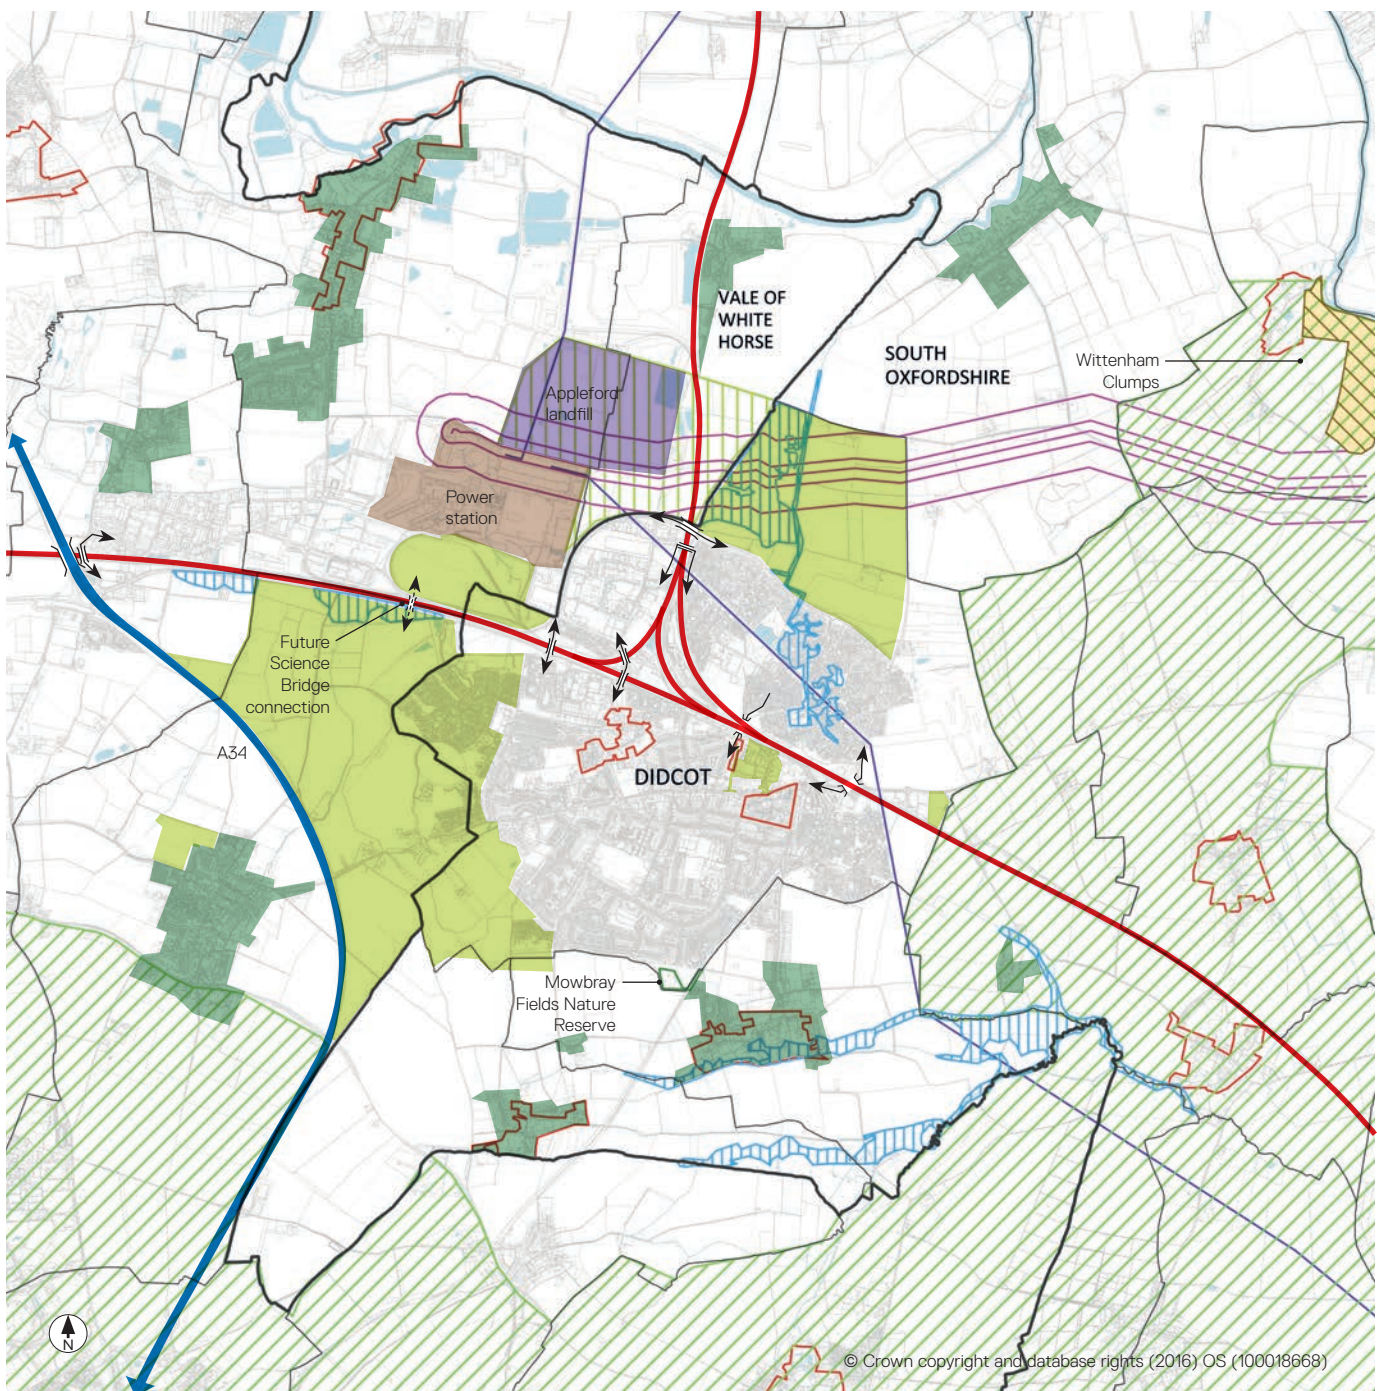 VALE OF
WHITE
HORSE
SOUTH
OXFORDSHIRE
Wittenham
Clumps
Appleford
landfill
Power
station
Future
Science
Bridge
connection
A34
DIDCOT
Mowbray
Fields Nature
Reserve
N
© Crown copyright and database rights (2016) OS (100018668)